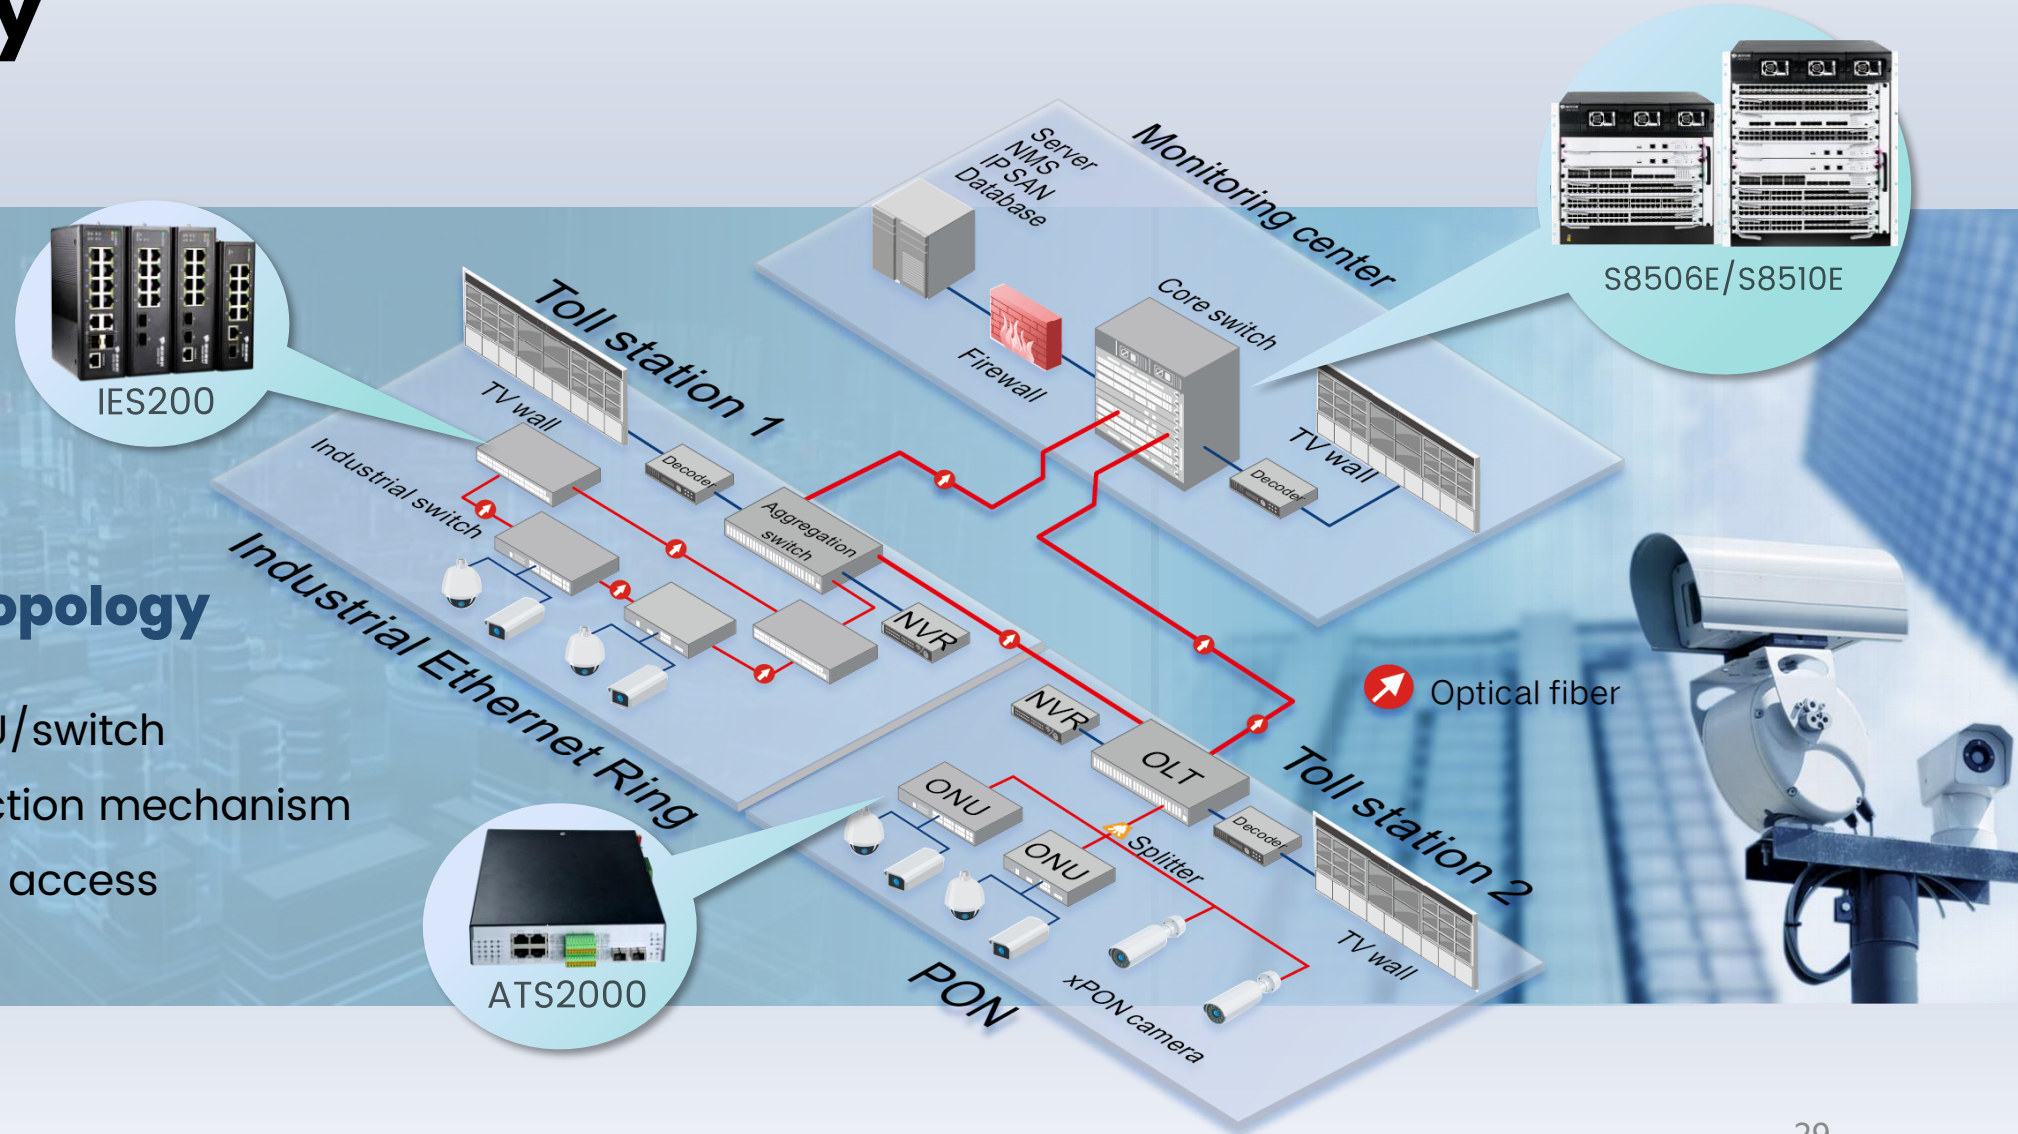 y
Server
NMS
IP SAN
Database
Monitoring center
S8506E/S8510E
Core switch
Firewall
Decoder
TV wall
IES200
Toll station 1
TV wall
Industrial switch
Decoder
Aggregation
switch
NVR
Industrial Ethernet Ring
opology
/switch
ction mechanism
access
Optical fiber
NVR
OLT
Toll station 2
ONU
ONU
Splitter
Decoder
TV wall
PON
xPON camera
ATS2000
29